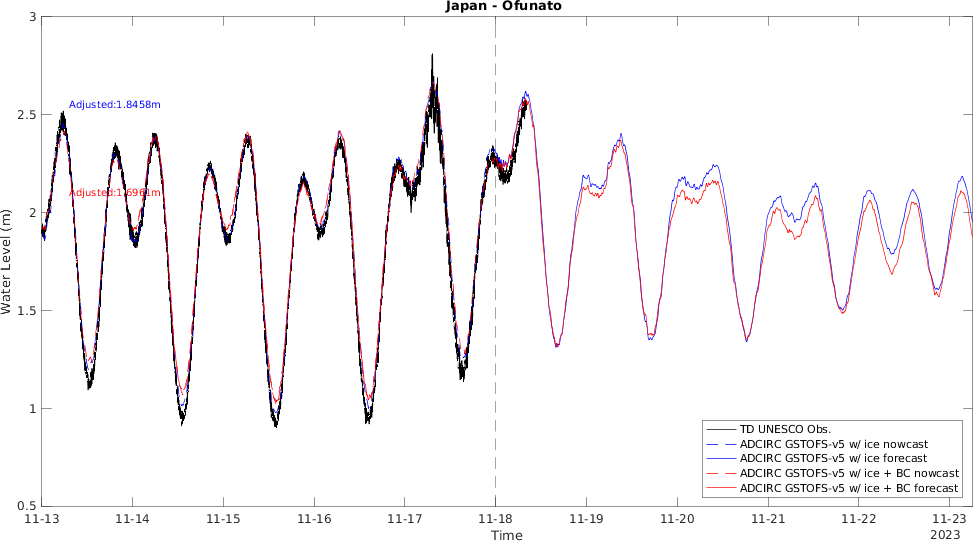 Japan - Ofunato
3
2.5
2
1.5
1
0.5
Water Level (m)
Adjusted:1.8458m
Adjusted:1.6961m
TD UNESCO Obs.
ADCIRC GSTOFS-v5 w/ ice nowcast
ADCIRC GSTOFS-v5 w/ ice forecast
ADCIRC GSTOFS-v5 w/ ice + BC nowcast
ADCIRC GSTOFS-v5 w/ ice + BC forecast
11-13 11-14 11-15 11-16 11-17 11-18 11-19 11-20 11-21 11-22 11-23
Time
2023